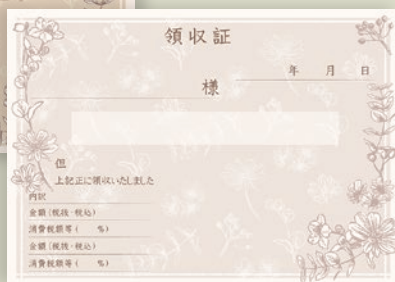 領収証
年 月 日
様
但
上記正に領収いたしました
内訳
金額(税抜・税込)
消費税額等( %)
金額(税抜・税込)
消費税額等( %)